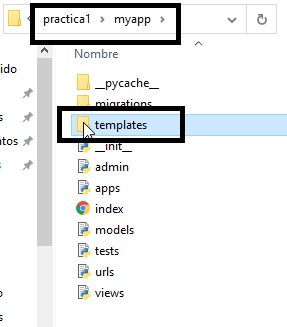 practica1 > myapp >
Nombre
ido
__pycache__
migrations
templates
s
__init__
atos
admin
s
apps
index
models
tests
urls
views